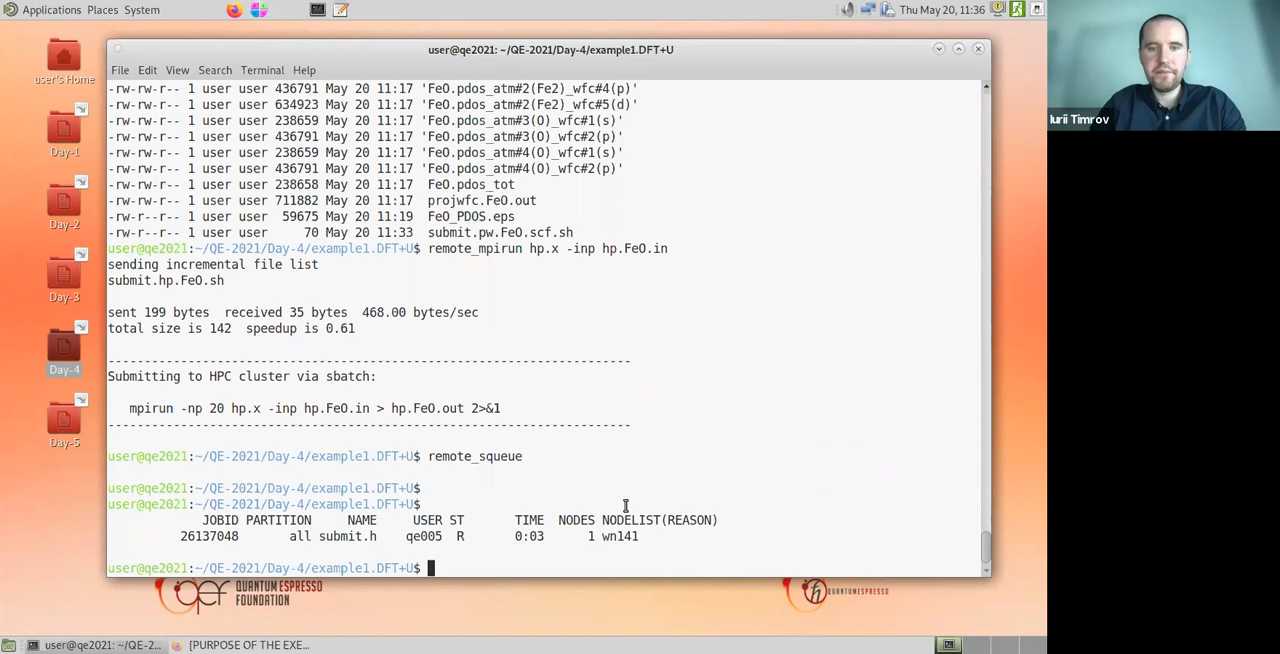 Applications Places System
Thu May 20, 11:36
user@qe2021: ~/QE-2021/Day-4/example1.DFT+U
File Edit View Search Terminal Help
user's Home
Day-1
Day-2
Day-3
Day-4
Day-5
-rw-rw-r-- 1 user user 436791 May 20 11:17 'FeO.pdos_atm#2(Fe2)_wfc#4(p)'
-rw-rw-r-- 1 user user 634923 May 20 11:17 'FeO.pdos_atm#2(Fe2)_wfc#5(d)'
-rw-rw-r-- 1 user user 238659 May 20 11:17 'FeO.pdos_atm#3(O)_wfc#1(s)'
-rw-rw-r-- 1 user user 436791 May 20 11:17 'FeO.pdos_atm#3(O)_wfc#2(p)'
-rw-rw-r-- 1 user user 238659 May 20 11:17 'FeO.pdos_atm#4(O)_wfc#1(s)'
-rw-rw-r-- 1 user user 436791 May 20 11:17 'FeO.pdos_atm#4(O)_wfc#2(p)'
-rw-rw-r-- 1 user user 238658 May 20 11:17 FeO.pdos_tot
-rw-rw-r-- 1 user user 711882 May 20 11:17 projwfc.FeO.out
-rw-r--r-- 1 user user 59675 May 20 11:19 FeO_PDOS.eps
-rw-rw-r-- 1 user user 70 May 20 11:33 submit.pw.FeO.scf.sh
user@qe2021:~/QE-2021/Day-4/example1.DFT+U$ remote_mpirun hp.x -inp hp.FeO.in
sending incremental file list
submit.hp.FeO.sh
sent 199 bytes received 35 bytes 468.00 bytes/sec
total size is 142 speedup is 0.61
-----------------------------------------------------------------------
Submitting to HPC cluster via sbatch:
mpirun -np 20 hp.x -inp hp.FeO.in > hp.FeO.out 2>&1
-----------------------------------------------------------------------
user@qe2021:~/QE-2021/Day-4/example1.DFT+U$ remote_squeue
user@qe2021:~/QE-2021/Day-4/example1.DFT+U$
user@qe2021:~/QE-2021/Day-4/example1.DFT+U$
JOBID PARTITION NAME USER ST TIME NODES NODELIST(REASON)
26137048 all submit.h qe005 R 0:03 1 wn141
user@qe2021:~/QE-2021/Day-4/example1.DFT+U$
QUANTUM ESPRESSO
FOUNDATION
QUANTUMESPRESSO
user@qe2021: ~/QE-2...
[PURPOSE OF THE EXE...
Iurii Timrov